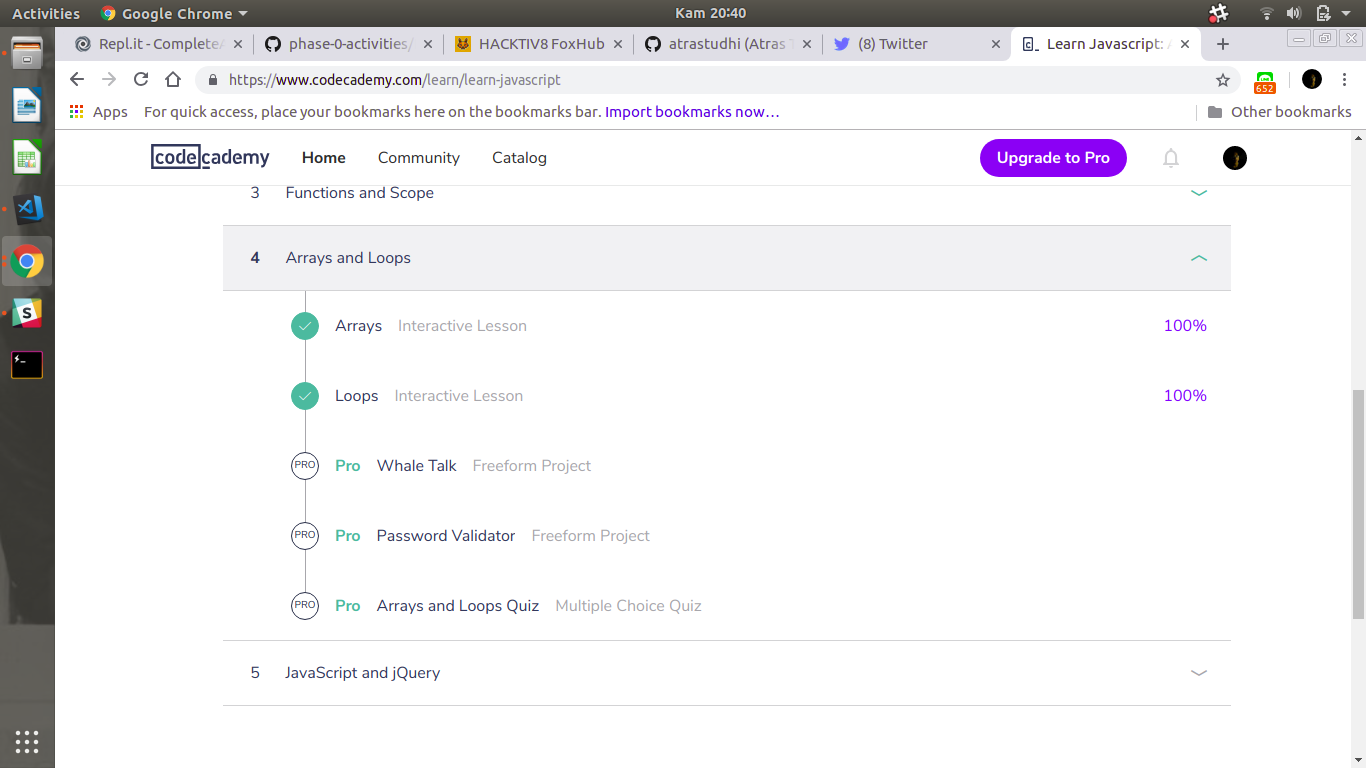 Activities Google Chrome Kam 20:40
Repl.it - Complete phase-0-activities/ HACKTIV8 FoxHub atrastudhi (Atras T (8) Twitter Learn Javascript: A
https://www.codecademy.com/learn/learn-javascript 652
Apps For quick access, place your bookmarks here on the bookmarks bar. Import bookmarks now… Other bookmarks
codecademy Home Community Catalog Upgrade to Pro
3 Functions and Scope
4 Arrays and Loops
Arrays Interactive Lesson 100%
Loops Interactive Lesson 100%
PRO Pro Whale Talk Freeform Project
PRO Pro Password Validator Freeform Project
PRO Pro Arrays and Loops Quiz Multiple Choice Quiz
5 JavaScript and jQuery